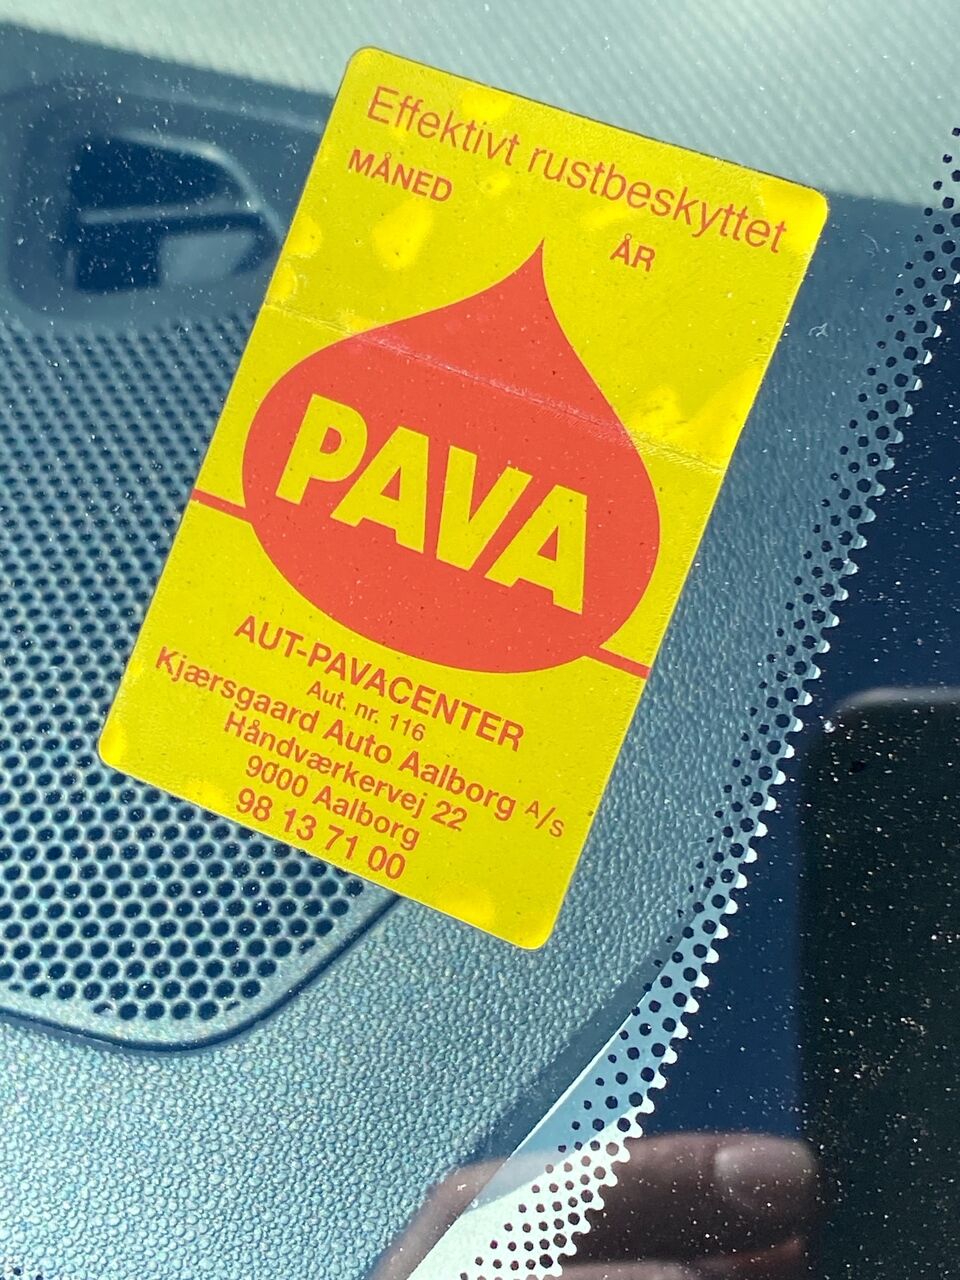 Effektivt rustbeskyttet
MÅNED ÅR
PAVA
AUT-PAVACENTER
Aut. nr. 116
Kjærsgaard Auto Aalborg A/S
Håndværkervej 22
9000 Aalborg
98 13 71 00